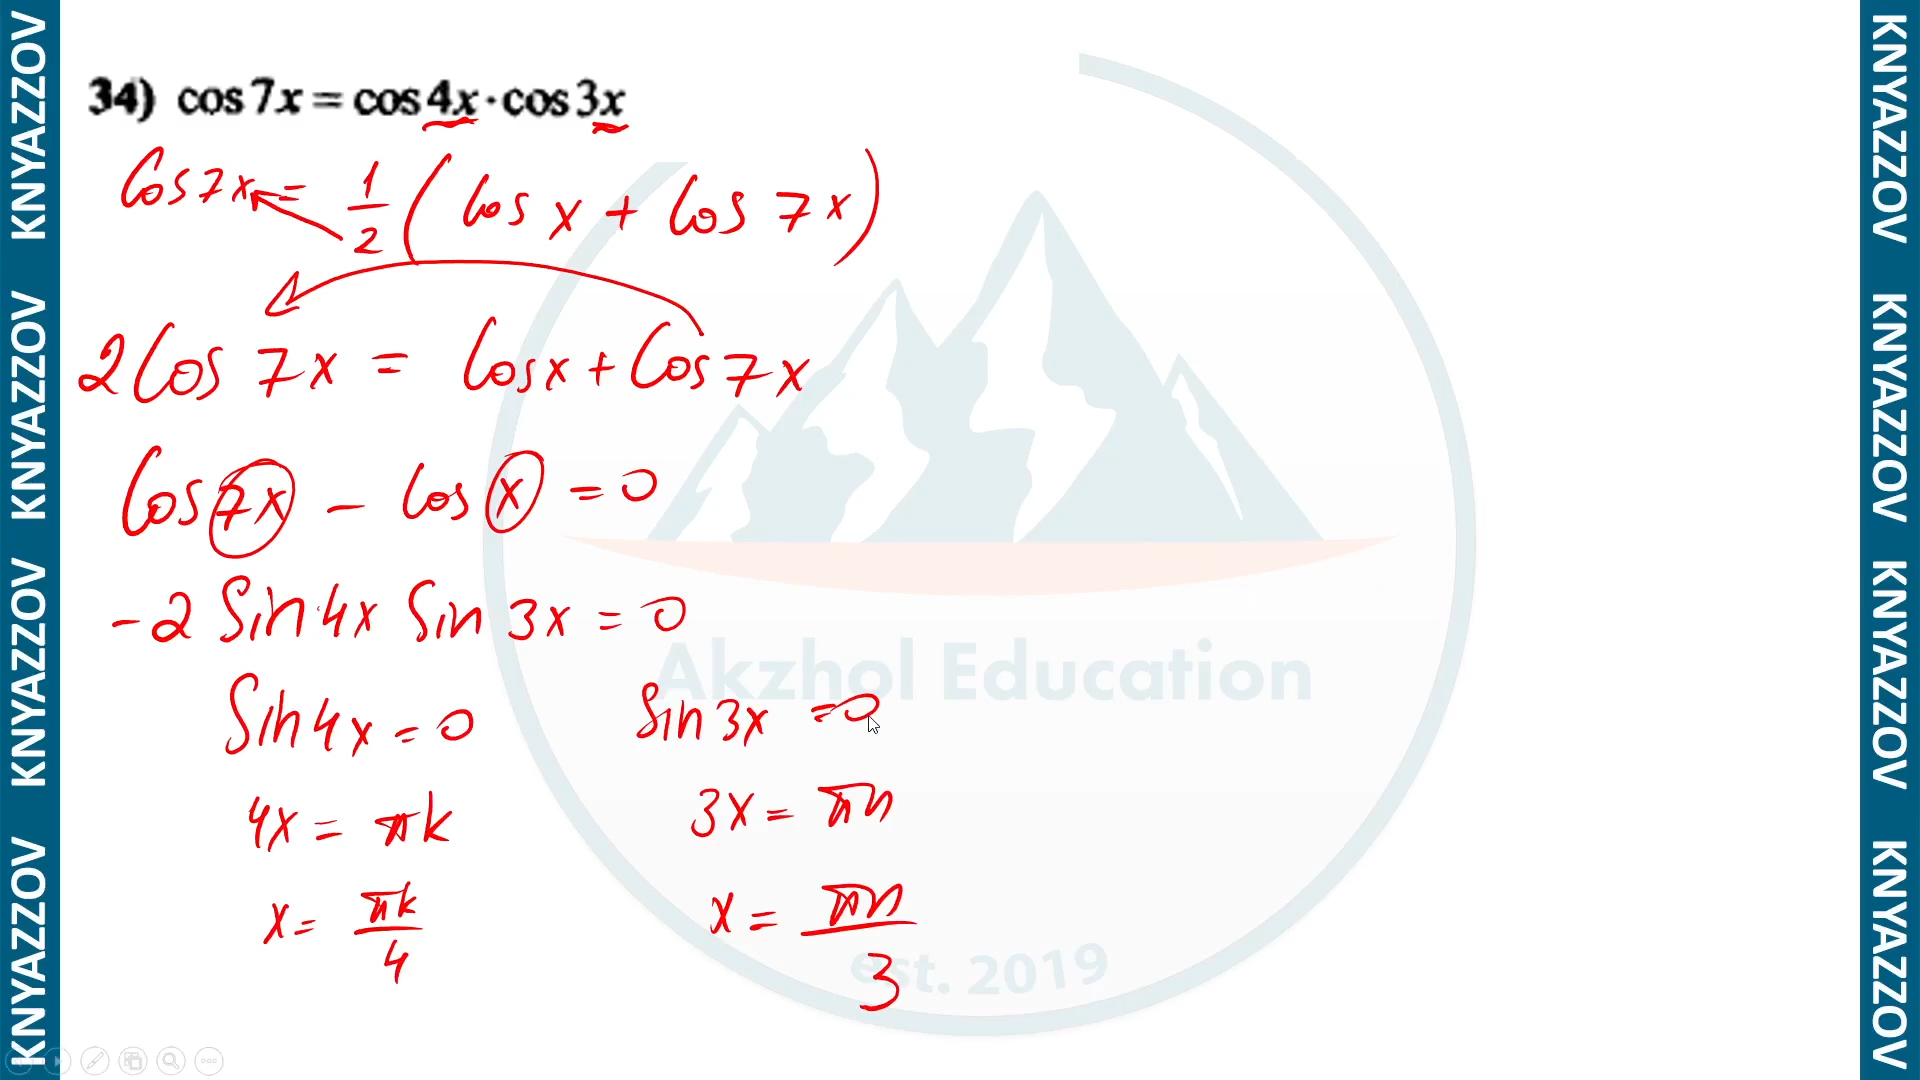 KNYAZZOV KNYAZZOV KNYAZZOV KNYAZZOV
34) cos 7x = cos 4x · cos 3x
Cos 7x = 1/2 (Cos x + Cos 7x)
2 Cos 7x = Cos x + Cos 7x
Cos 7x - Cos x = 0
-2 Sin 4x Sin 3x = 0
Sin 4x = 0 Sin 3x = 0
4x = πk 3x = πn
x = πk/4 x = πn/3
Akzhol Education
est. 2019
KNYAZZOV KNYAZZOV KNYAZZOV KNYAZZOV